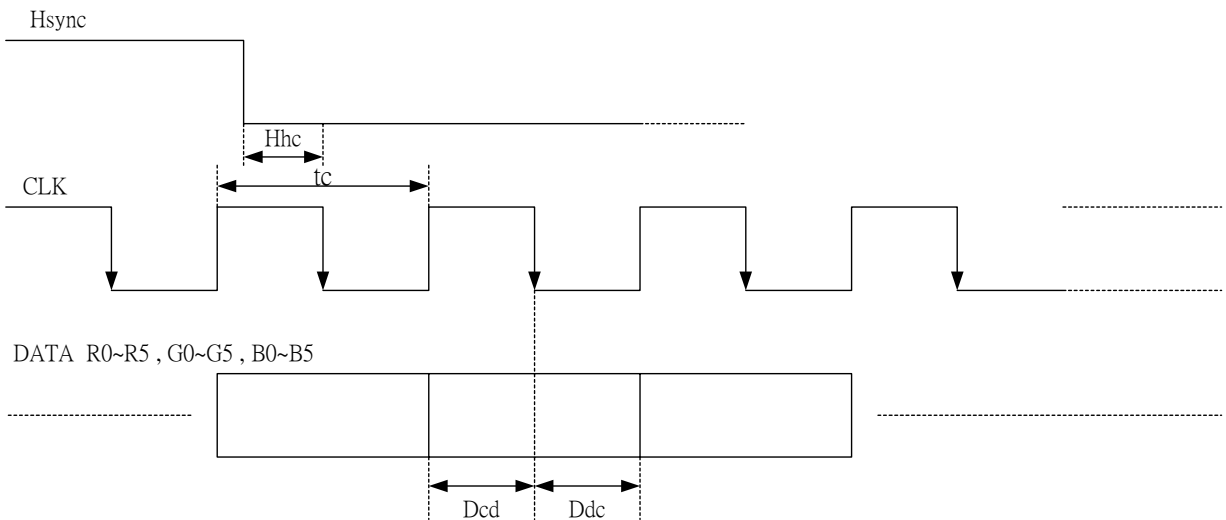 Hsync
Hhc
tc
CLK
DATA R0~R5 , G0~G5 , B0~B5
Dcd Ddc